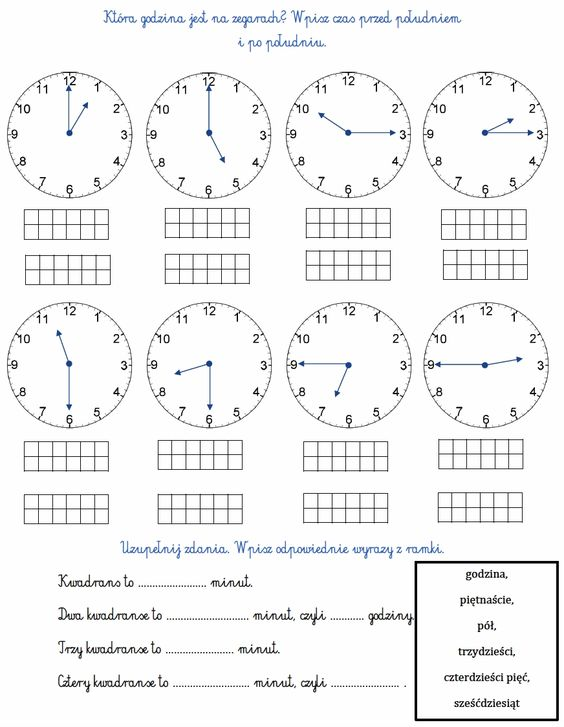 Która godzina jest na zegarach? Wpisz czas przed południem
i po południu.
12 1 2 3 4 5 6 7 8 9 10 11
12 1 2 3 4 5 6 7 8 9 10 11
12 1 2 3 4 5 6 7 8 9 10 11
12 1 2 3 4 5 6 7 8 9 10 11
12 1 2 3 4 5 6 7 8 9 10 11
12 1 2 3 4 5 6 7 8 9 10 11
12 1 2 3 4 5 6 7 8 9 10 11
12 1 2 3 4 5 6 7 8 9 10 11
Uzupełnij zdania. Wpisz odpowiednie wyrazy z ramki.
Kwadrans to ....................... minut.
Dwa kwadranse to ............................ minut, czyli ............ godziny.
Trzy kwadranse to ....................... minut.
Cztery kwadranse to .......................... minut, czyli ......................... .
godzina,
piętnaście,
pół,
trzydzieści,
czterdzieści pięć,
sześćdziesiąt